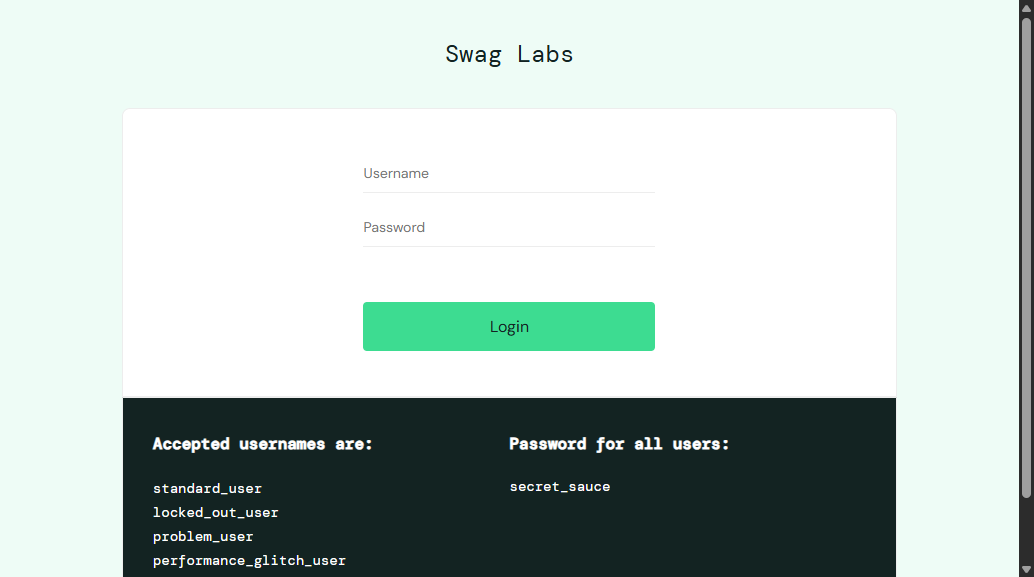 Swag Labs
Username
Password
Login
Accepted usernames are:
standard_user
locked_out_user
problem_user
performance_glitch_user
Password for all users:
secret_sauce